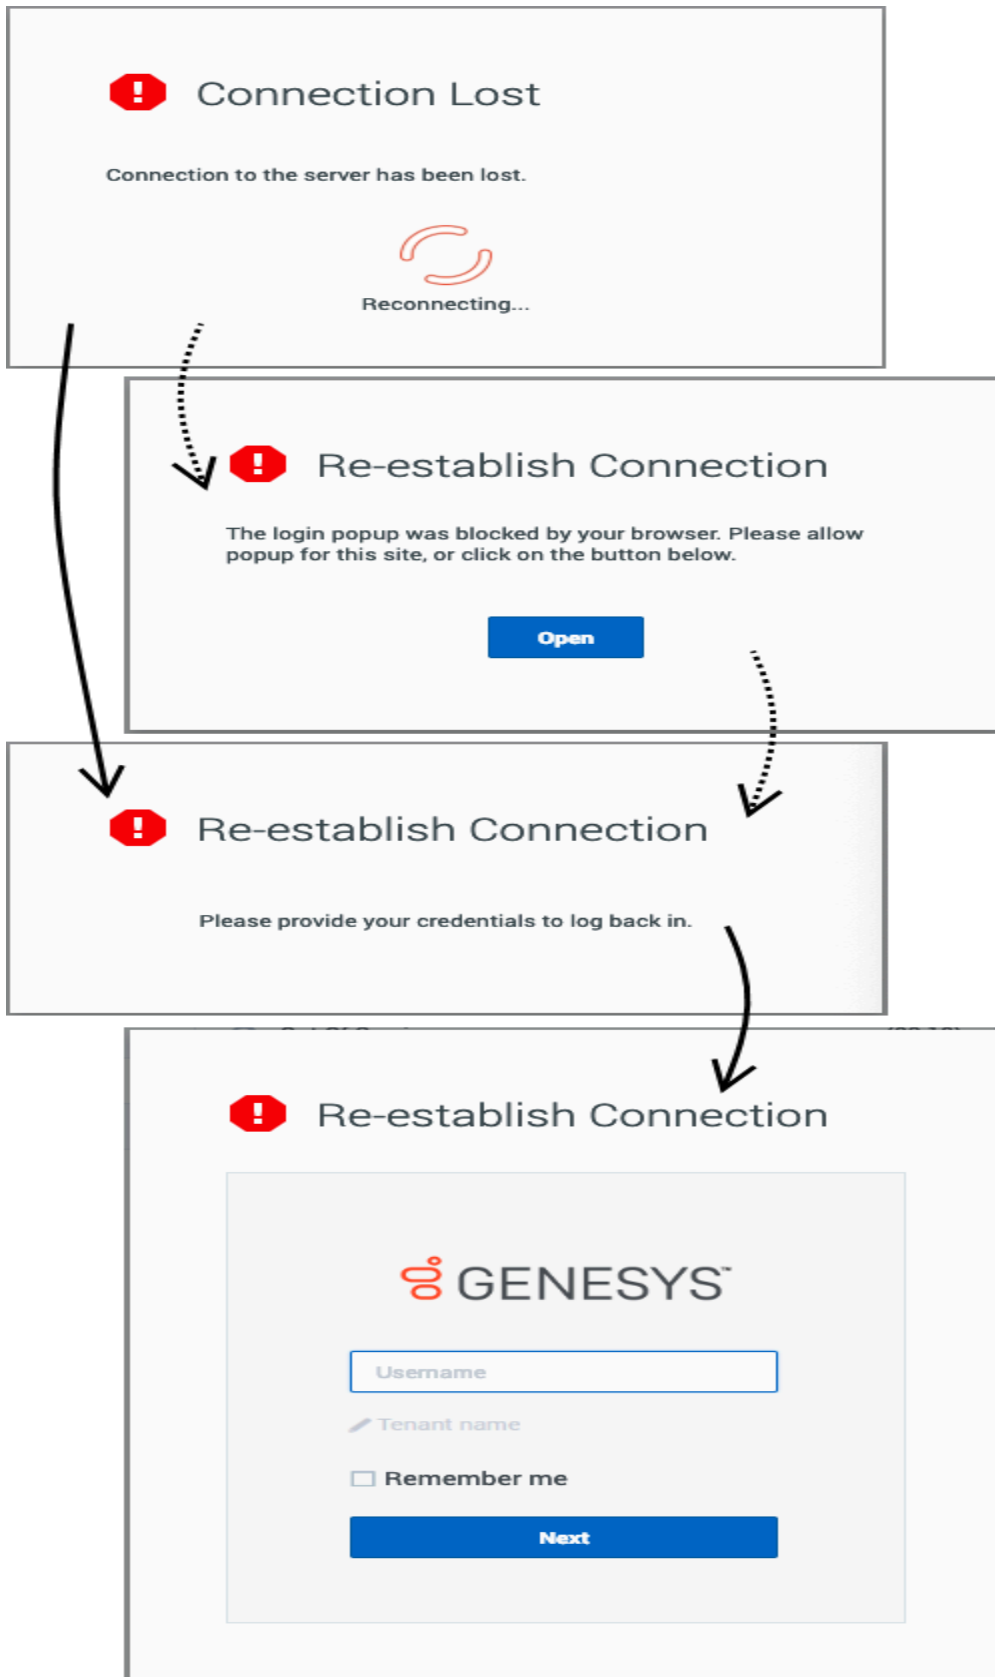 Connection Lost
Connection to the server has been lost.
Reconnecting...
Re-establish Connection
The login popup was blocked by your browser. Please allow
popup for this site, or click on the button below.
Open
Re-establish Connection
Please provide your credentials to log back in.
Re-establish Connection
GENESYS™
Username
Tenant name
Remember me
Next